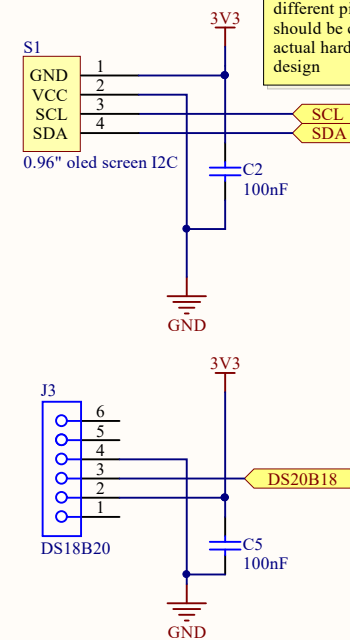 different pi
should be
actual hard
design
3V3
S1
GND 1
VCC 2
SCL 3
SDA 4
SCL
SDA
0.96" oled screen I2C
C2
100nF
GND
3V3
J3
6
5
4
3
2
1
DS20B18
DS18B20
C5
100nF
GND